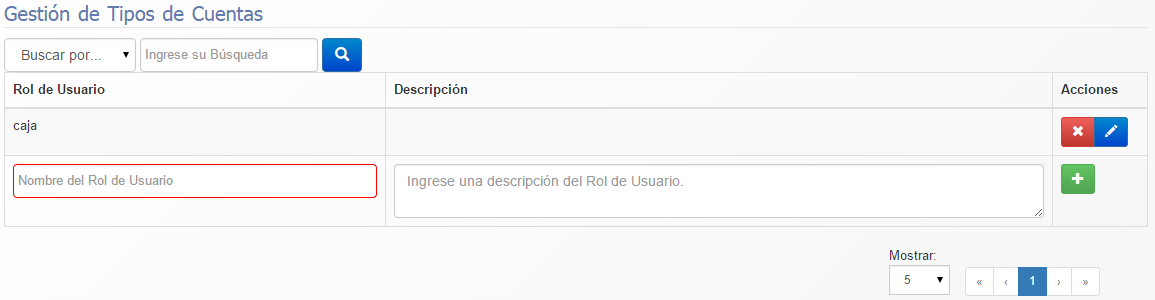 Gestión de Tipos de Cuentas
Buscar por... Ingrese su Búsqueda
Rol de Usuario Descripción Acciones
caja
Nombre del Rol de Usuario Ingrese una descripción del Rol de Usuario.
Mostrar:
5 « ‹ 1 › »